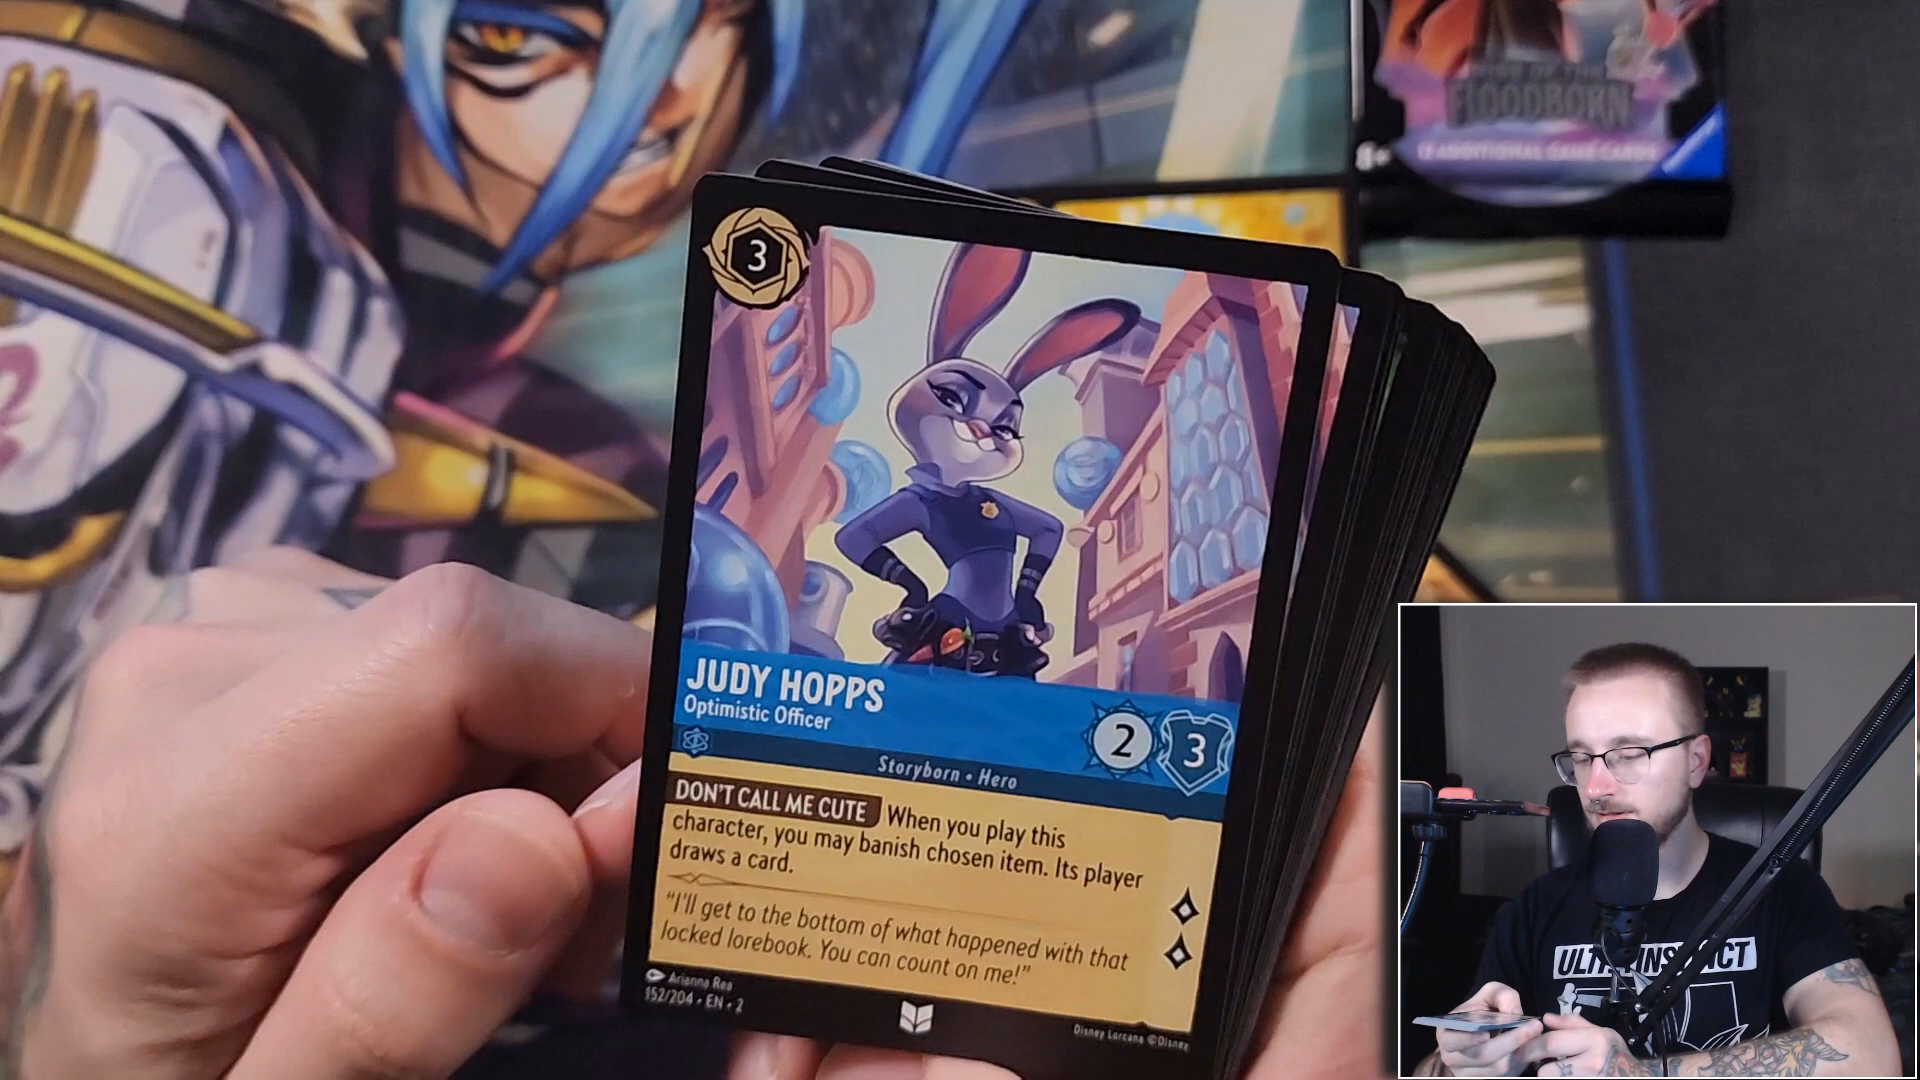 RISE OF THE
FLOODBORN
12 ADDITIONAL GAME CARDS
3
JUDY HOPPS
Optimistic Officer
2
3
Storyborn • Hero
DON'T CALL ME CUTE When you play this
character, you may banish chosen item. Its player
draws a card.
"I'll get to the bottom of what happened with that
locked lorebook. You can count on me!"
Arianna Rea
152/204 • EN • 2
Disney Lorcana ©Disney